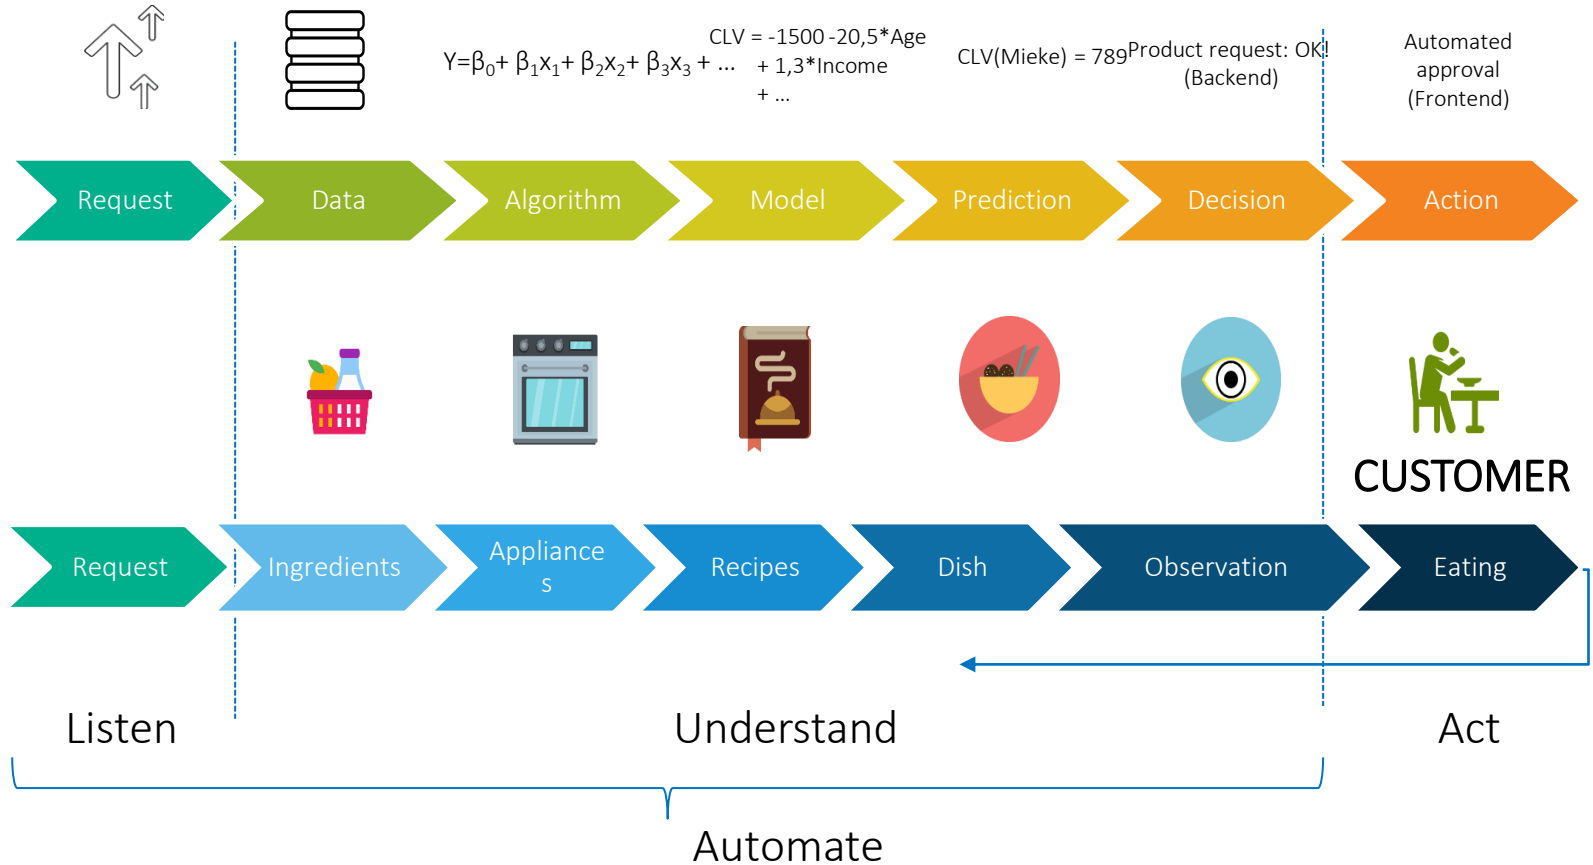 Y=β₀+ β₁x₁+ β₂x₂+ β₃x₃ + ...
CLV = -1500 -20,5*Age
+ 1,3*Income
+ ...
CLV(Mieke) = 789
Product request: OK!
(Backend)
Automated
approval
(Frontend)
Request
Data
Algorithm
Model
Prediction
Decision
Action
CUSTOMER
Request
Ingredients
Appliance
s
Recipes
Dish
Observation
Eating
Listen
Understand
Act
Automate